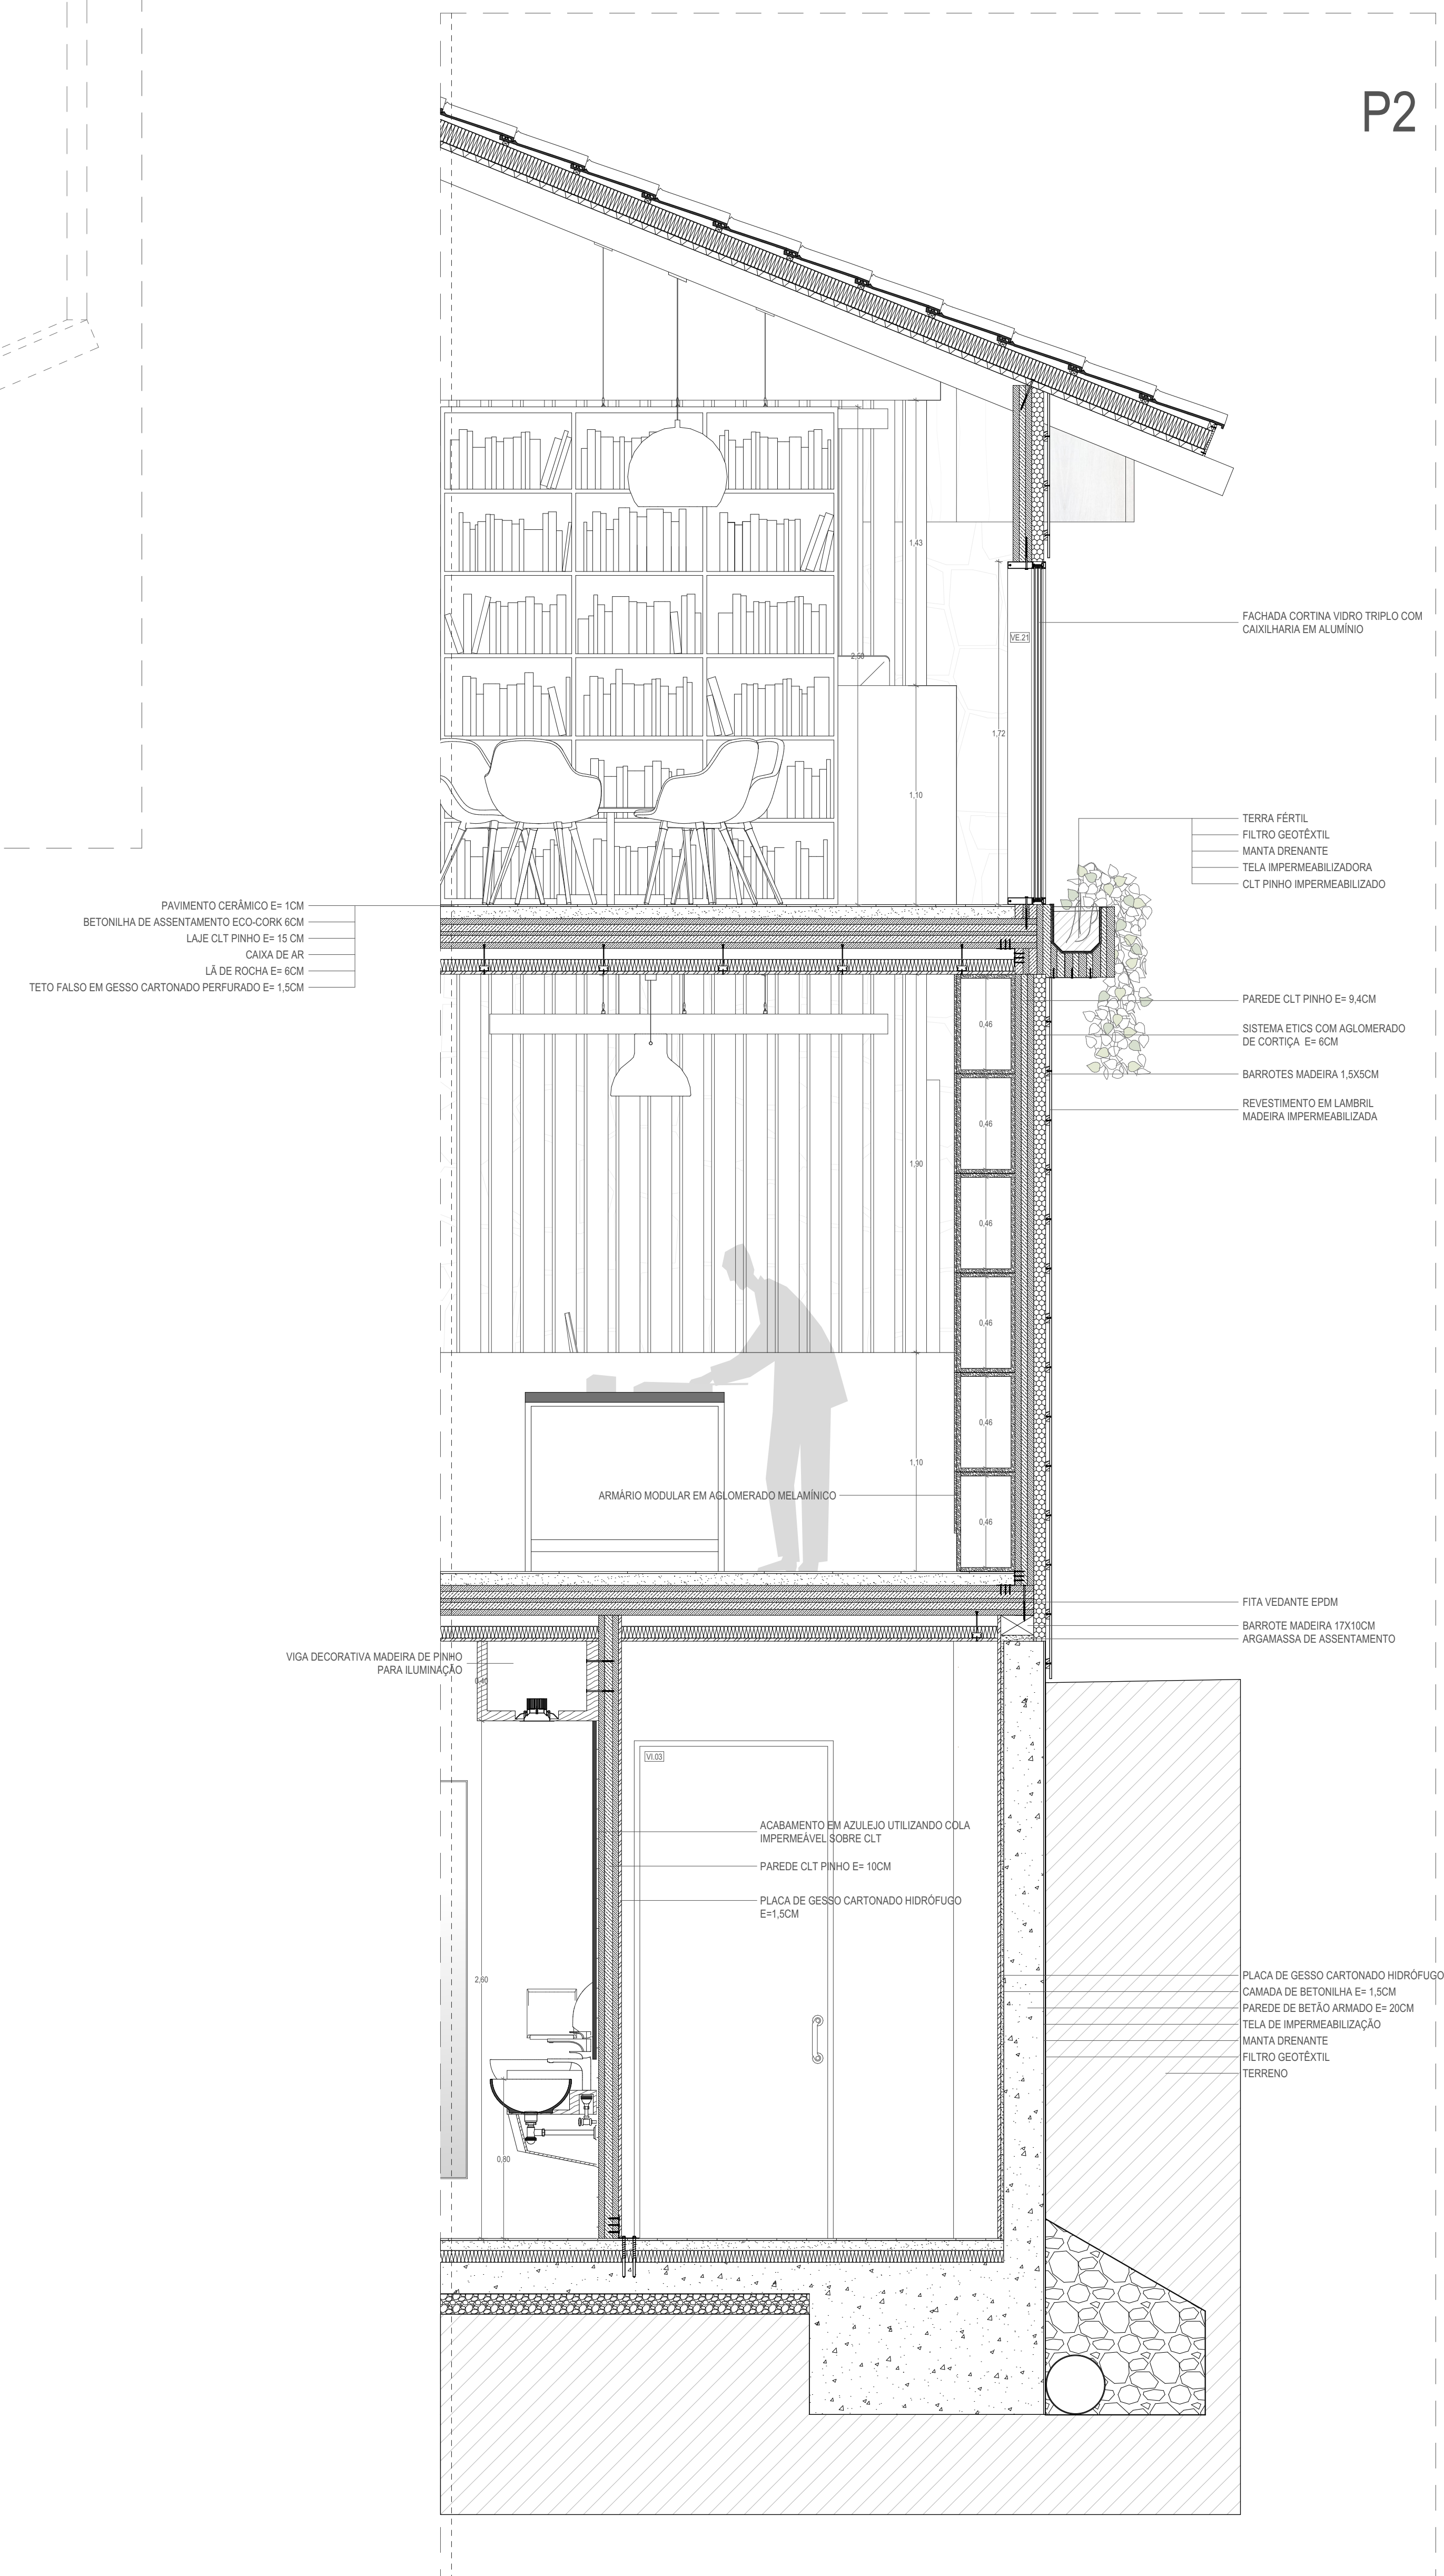 P2
1,43
FACHADA CORTINA VIDRO TRIPLO COM
CAIXILHARIA EM ALUMÍNIO
VE.21
2,50
1,72
1,10
TERRA FÉRTIL
FILTRO GEOTÊXTIL
MANTA DRENANTE
TELA IMPERMEABILIZADORA
CLT PINHO IMPERMEABILIZADO
PAVIMENTO CERÂMICO E= 1CM
BETONILHA DE ASSENTAMENTO ECO-CORK 6CM
LAJE CLT PINHO E= 15 CM
CAIXA DE AR
LÃ DE ROCHA E= 6CM
TETO FALSO EM GESSO CARTONADO PERFURADO E= 1,5CM
PAREDE CLT PINHO E= 9,4CM
0,46
SISTEMA ETICS COM AGLOMERADO
DE CORTIÇA E= 6CM
BARROTES MADEIRA 1,5X5CM
REVESTIMENTO EM LAMBRIL
MADEIRA IMPERMEABILIZADA
0,46
1,90
0,46
0,46
0,46
1,10
ARMÁRIO MODULAR EM AGLOMERADO MELAMÍNICO
0,46
FITA VEDANTE EPDM
BARROTE MADEIRA 17X10CM
ARGAMASSA DE ASSENTAMENTO
VIGA DECORATIVA MADEIRA DE PINHO
PARA ILUMINAÇÃO
0,40
VI.03
ACABAMENTO EM AZULEJO UTILIZANDO COLA
IMPERMEÁVEL SOBRE CLT
PAREDE CLT PINHO E= 10CM
PLACA DE GESSO CARTONADO HIDRÓFUGO
E=1,5CM
2,60
PLACA DE GESSO CARTONADO HIDRÓFUGO
CAMADA DE BETONILHA E= 1,5CM
PAREDE DE BETÃO ARMADO E= 20CM
TELA DE IMPERMEABILIZAÇÃO
MANTA DRENANTE
FILTRO GEOTÊXTIL
TERRENO
0,80